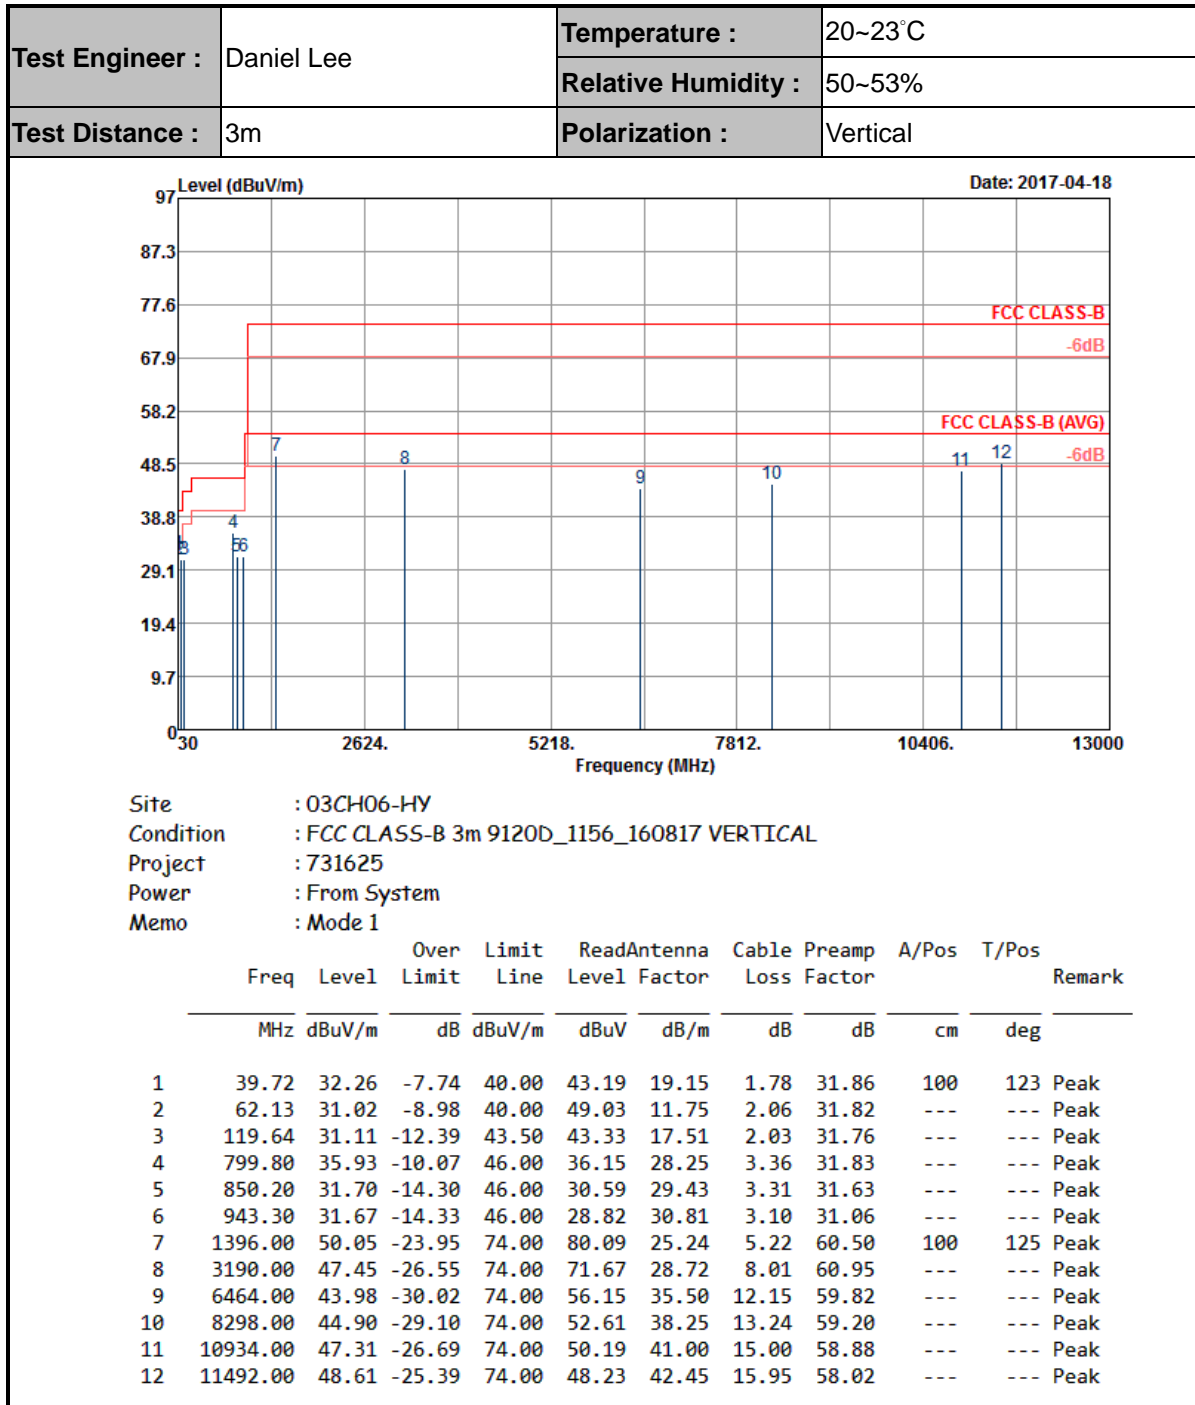 Test Engineer : Daniel Lee Temperature : 20~23°C
Relative Humidity : 50~53%
Test Distance : 3m Polarization : Vertical
Level (dBuV/m) Date: 2017-04-18
97
87.3
77.6
FCC CLASS-B
-6dB
67.9
58.2
FCC CLASS-B (AVG)
-6dB
48.5
38.8
29.1
19.4
9.7
0
3 4 5 6 7 8 9 10 11 12
30 2624. 5218. 7812. 10406. 13000
Frequency (MHz)
Site : 03CH06-HY
Condition : FCC CLASS-B 3m 9120D_1156_160817 VERTICAL
Project : 731625
Power : From System
Memo : Mode 1
Over Limit ReadAntenna Cable Preamp A/Pos T/Pos
Freq Level Limit Line Level Factor Loss Factor Remark
MHz dBuV/m dB dBuV/m dBuV dB/m dB dB cm deg
1 39.72 32.26 -7.74 40.00 43.19 19.15 1.78 31.86 100 123 Peak
2 62.13 31.02 -8.98 40.00 49.03 11.75 2.06 31.82 --- --- Peak
3 119.64 31.11 -12.39 43.50 43.33 17.51 2.03 31.76 --- --- Peak
4 799.80 35.93 -10.07 46.00 36.15 28.25 3.36 31.83 --- --- Peak
5 850.20 31.70 -14.30 46.00 30.59 29.43 3.31 31.63 --- --- Peak
6 943.30 31.67 -14.33 46.00 28.82 30.81 3.10 31.06 --- --- Peak
7 1396.00 50.05 -23.95 74.00 80.09 25.24 5.22 60.50 100 125 Peak
8 3190.00 47.45 -26.55 74.00 71.67 28.72 8.01 60.95 --- --- Peak
9 6464.00 43.98 -30.02 74.00 56.15 35.50 12.15 59.82 --- --- Peak
10 8298.00 44.90 -29.10 74.00 52.61 38.25 13.24 59.20 --- --- Peak
11 10934.00 47.31 -26.69 74.00 50.19 41.00 15.00 58.88 --- --- Peak
12 11492.00 48.61 -25.39 74.00 48.23 42.45 15.95 58.02 --- --- Peak